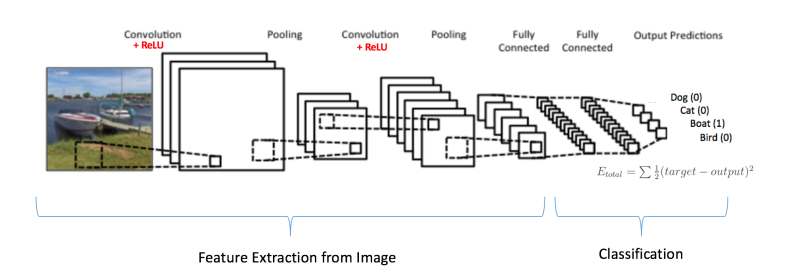 Convolution
+ ReLU
Pooling
Convolution
+ ReLU
Pooling
Fully
Connected
Fully
Connected
Output Predictions
Dog (0)
Cat (0)
Boat (1)
Bird (0)
E_total = ∑ ½(target − output)²
Feature Extraction from Image
Classification